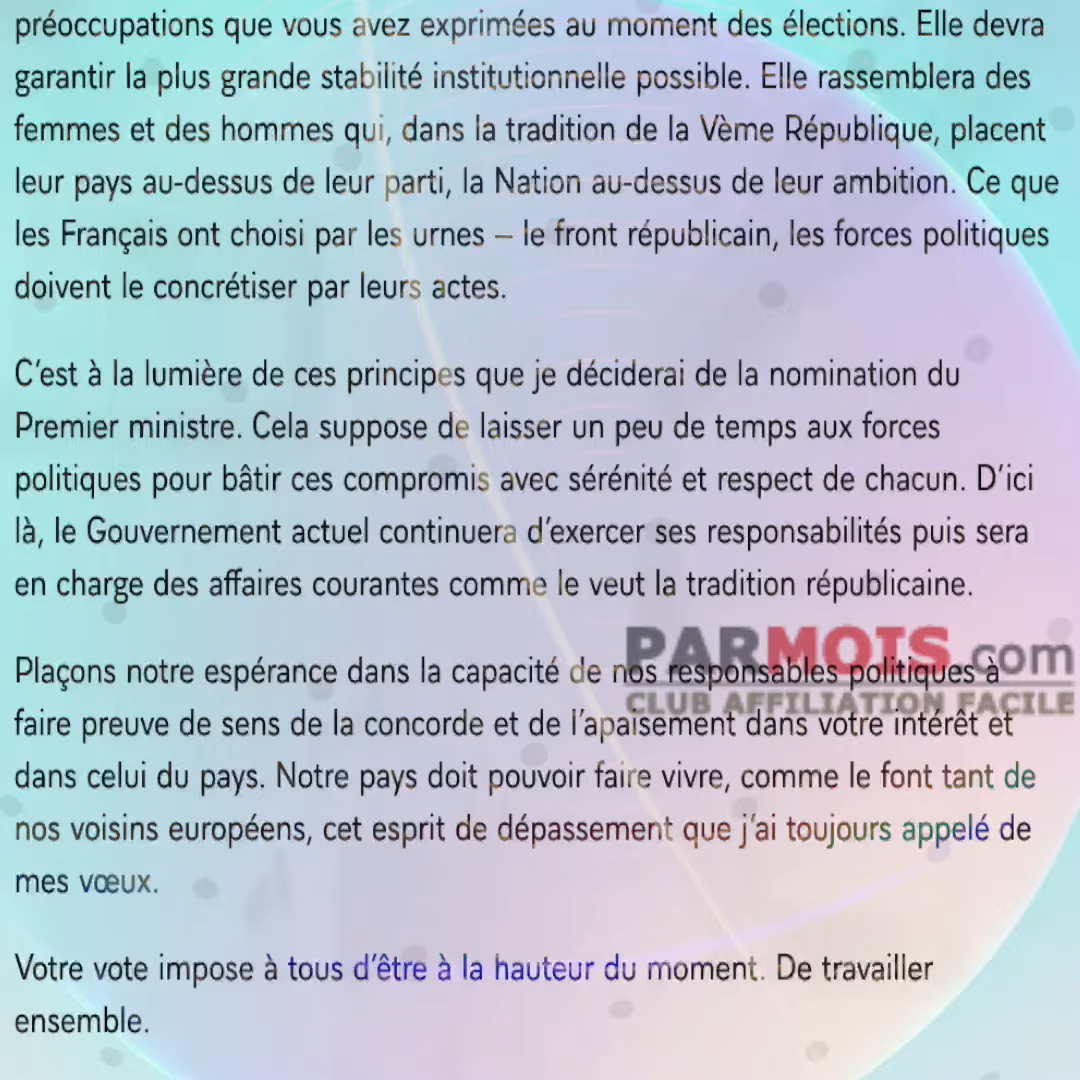 préoccupations que vous avez exprimées au moment des élections. Elle devra
garantir la plus grande stabilité institutionnelle possible. Elle rassemblera des
femmes et des hommes qui, dans la tradition de la Vème République, placent
leur pays au-dessus de leur parti, la Nation au-dessus de leur ambition. Ce que
les Français ont choisi par les urnes – le front républicain, les forces politiques
doivent le concrétiser par leurs actes.
C’est à la lumière de ces principes que je déciderai de la nomination du
Premier ministre. Cela suppose de laisser un peu de temps aux forces
politiques pour bâtir ces compromis avec sérénité et respect de chacun. D’ici
là, le Gouvernement actuel continuera d’exercer ses responsabilités puis sera
en charge des affaires courantes comme le veut la tradition républicaine.
PARMOIS.com
Plaçons notre espérance dans la capacité de nos responsables politiques à
CLUB AFFILIATION FACILE
faire preuve de sens de la concorde et de l’apaisement dans votre intérêt et
dans celui du pays. Notre pays doit pouvoir faire vivre, comme le font tant de
nos voisins européens, cet esprit de dépassement que j’ai toujours appelé de
mes vœux.
Votre vote impose à tous d’être à la hauteur du moment. De travailler
ensemble.